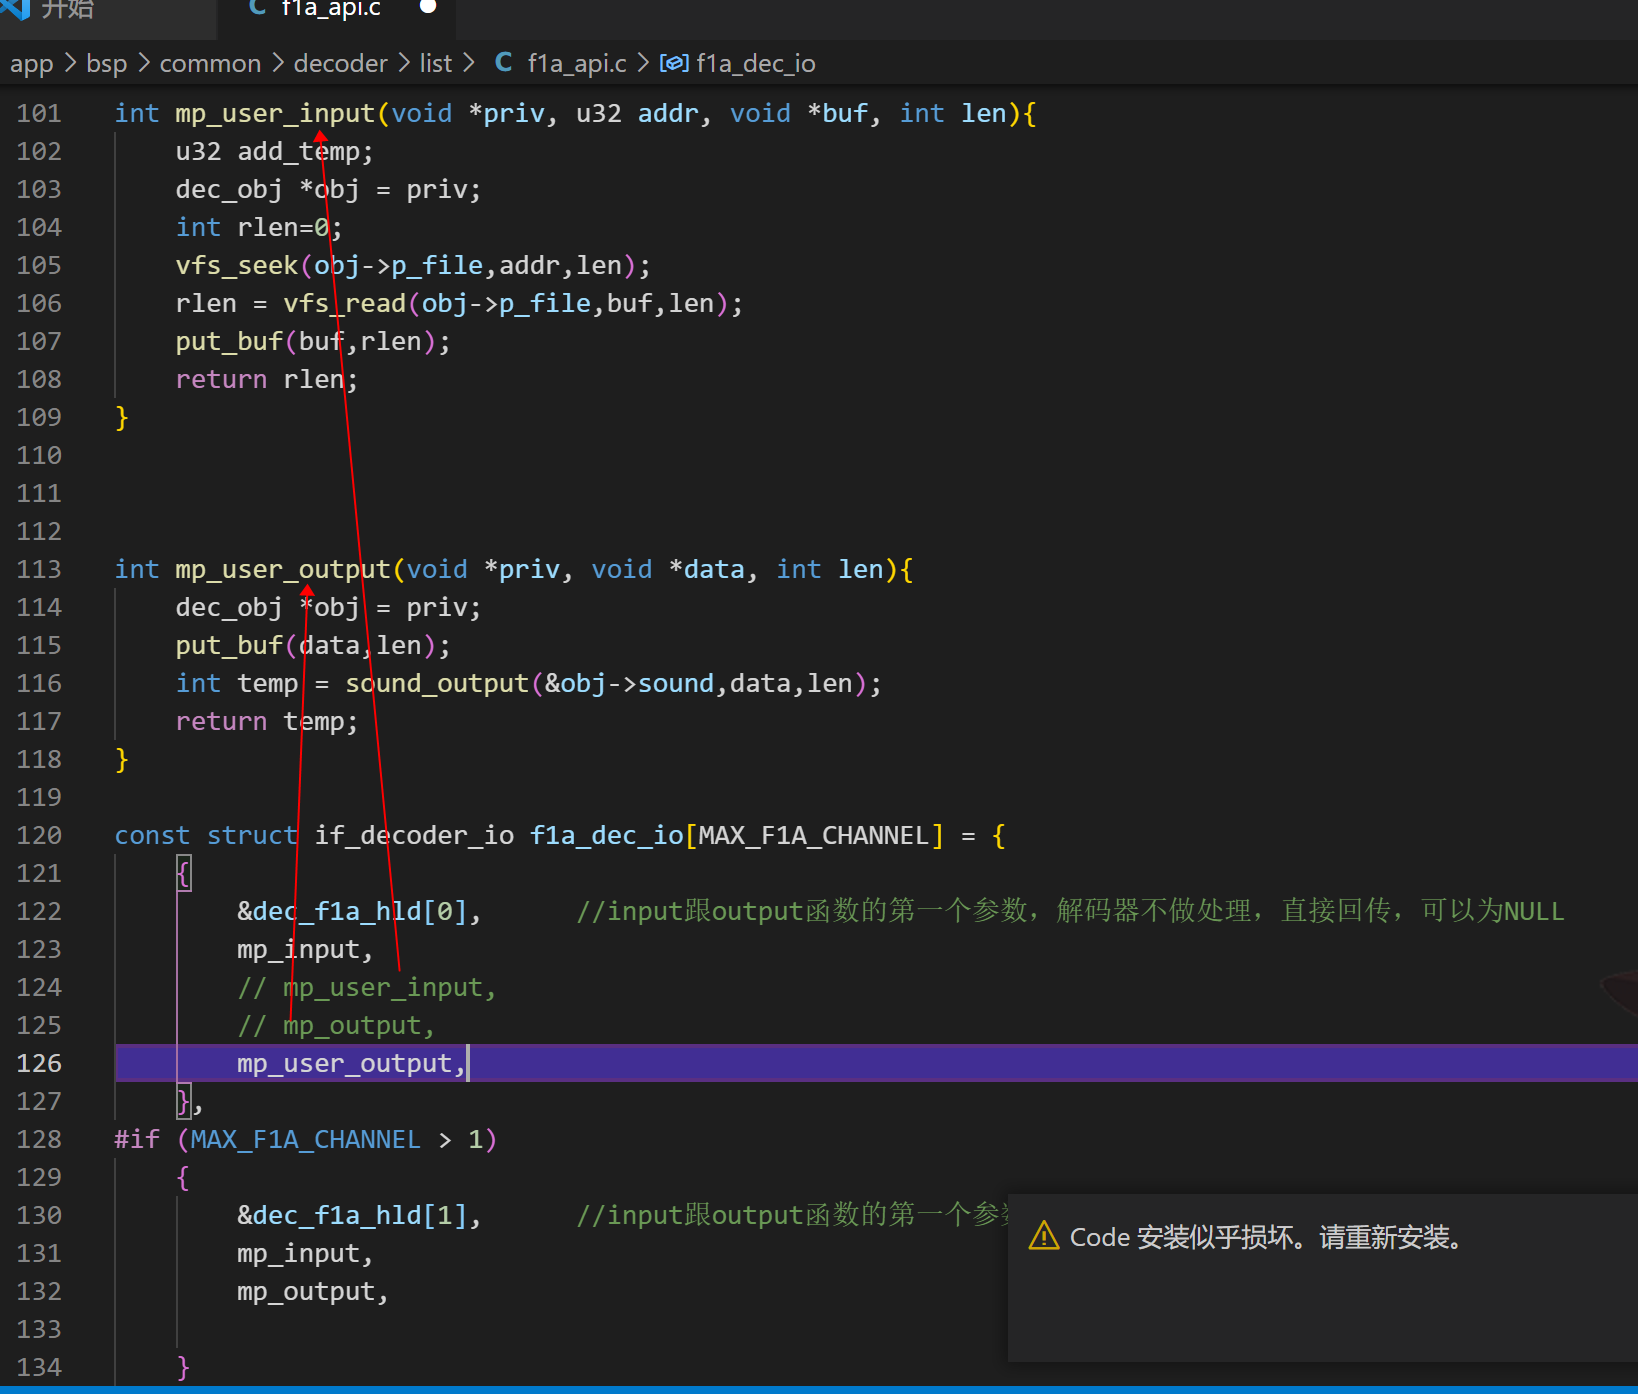 开始
C f1a_api.c
app > bsp > common > decoder > list > C f1a_api.c > f1a_dec_io
101 int mp_user_input(void *priv, u32 addr, void *buf, int len){
102 u32 add_temp;
103 dec_obj *obj = priv;
104 int rlen=0;
105 vfs_seek(obj->p_file,addr,len);
106 rlen = vfs_read(obj->p_file,buf,len);
107 put_buf(buf,rlen);
108 return rlen;
109 }
110
111
112
113 int mp_user_output(void *priv, void *data, int len){
114 dec_obj *obj = priv;
115 put_buf(data,len);
116 int temp = sound_output(&obj->sound,data,len);
117 return temp;
118 }
119
120 const struct if_decoder_io f1a_dec_io[MAX_F1A_CHANNEL] = {
121 {
122 &dec_f1a_hld[0], //input跟output函数的第一个参数，解码器不做处理，直接回传，可以为NULL
123 mp_input,
124 // mp_user_input,
125 // mp_output,
126 mp_user_output,
127 },
128 #if (MAX_F1A_CHANNEL > 1)
129 {
130 &dec_f1a_hld[1], //input跟output函数的第一个参
131 mp_input,
132 mp_output,
133
134 }
Code 安装似乎损坏。请重新安装。